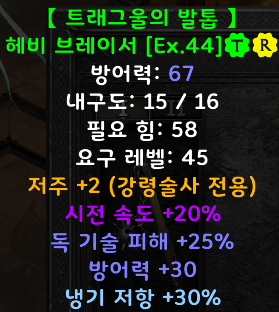 【 트래그울의 발톱 】
헤비 브레이서 [Ex.44] T R
방어력: 67
내구도: 15 / 16
필요 힘: 58
요구 레벨: 45
저주 +2 (강령술사 전용)
시전 속도 +20%
독 기술 피해 +25%
방어력 +30
냉기 저항 +30%